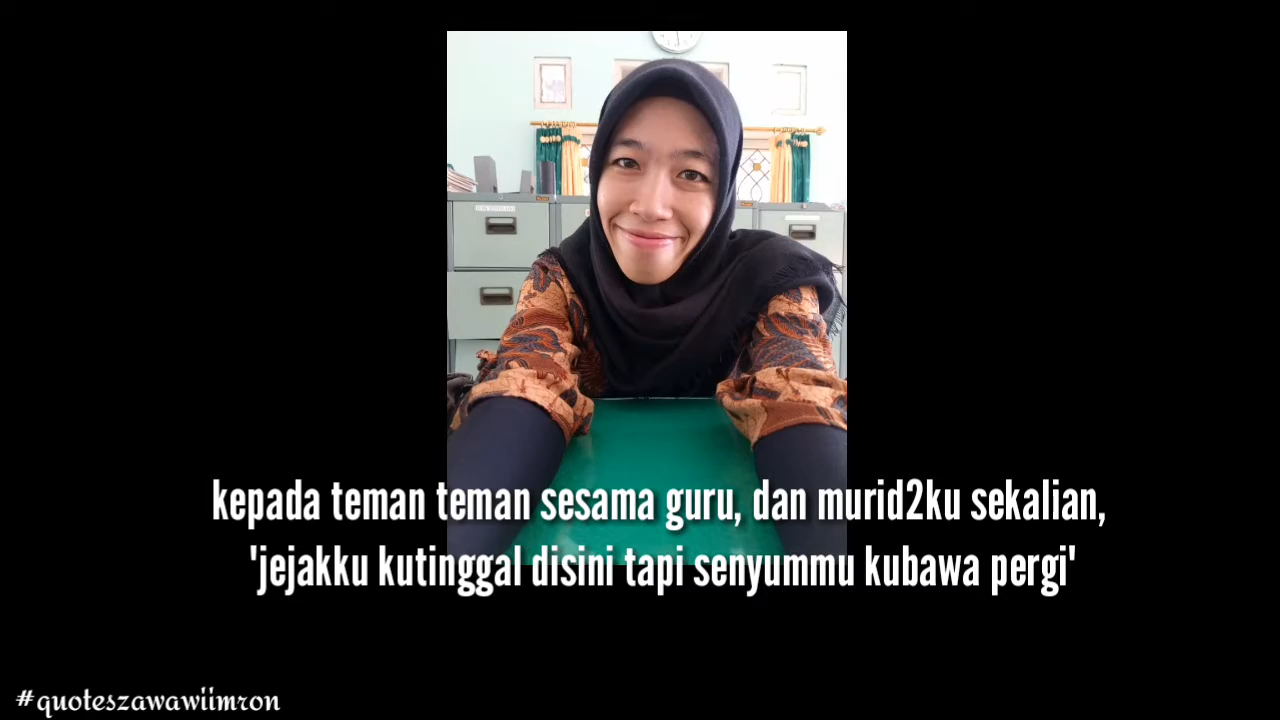 kepada teman teman sesama guru, dan murid2ku sekalian,
'jejakku kutinggal disini tapi senyummu kubawa pergi'
#quoteszawawiimron